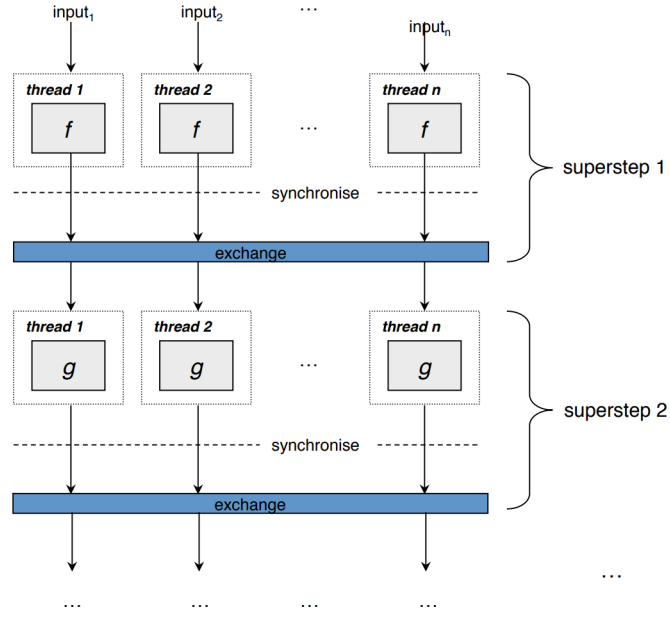 input1 input2 ... inputn
thread 1 thread 2 thread n
f f ... f
superstep 1
synchronise
exchange
thread 1 thread 2 thread n
g g ... g
superstep 2
synchronise
exchange
...
... ... ... ...